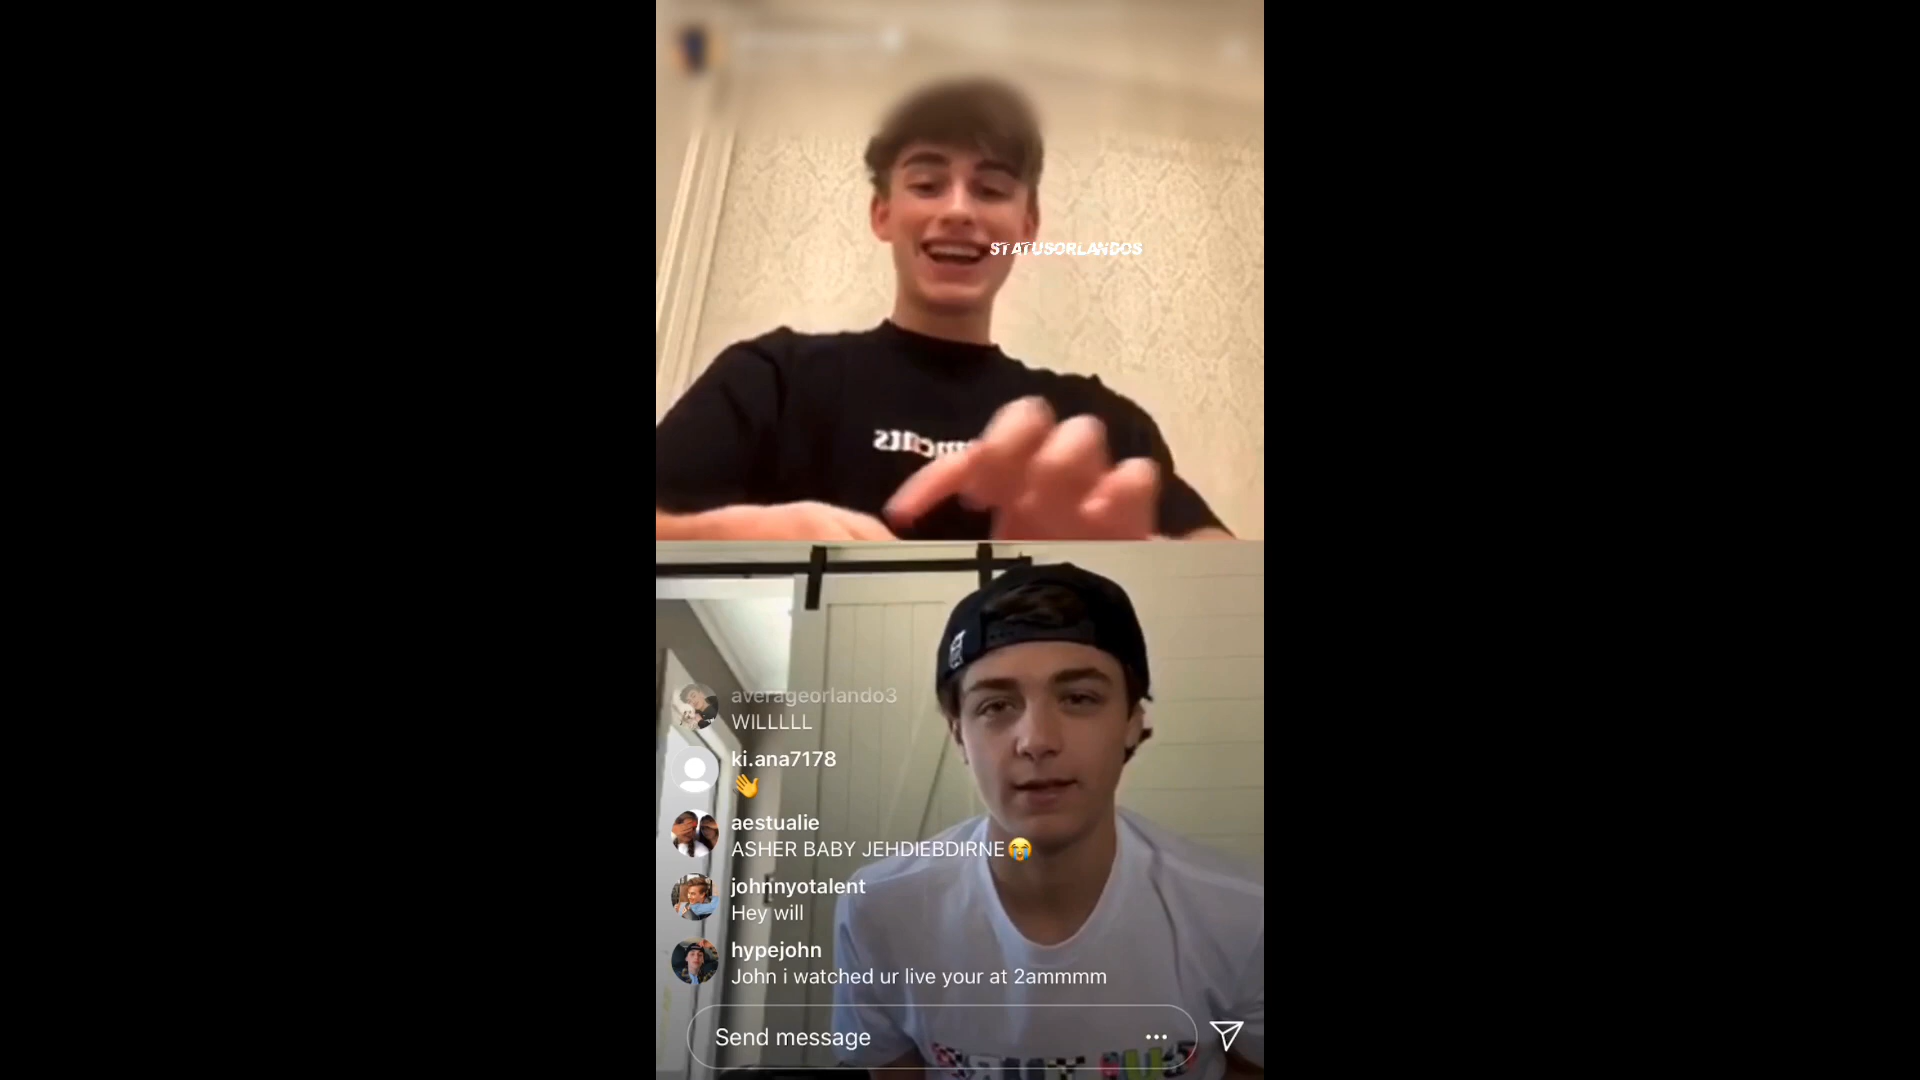 STATUSORLANDOS
averageorlando3
WILLLLL
ki.ana7178
👋
aestualie
ASHER BABY JEHDIEBDIRNE😭
johnnyotalent
Hey will
hypejohn
John i watched ur live your at 2ammmm
Send message